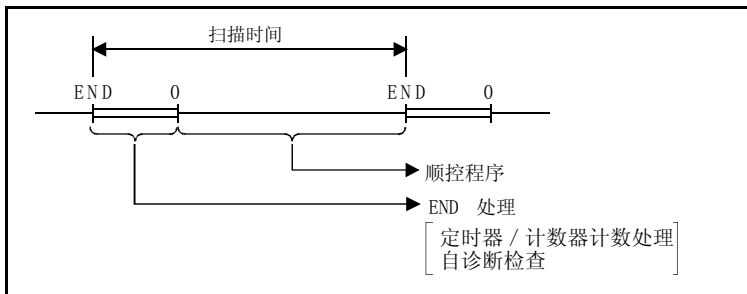 扫描时间
END 0 END 0
顺控程序
END 处理
定时器 / 计数器计数处理
自诊断检查